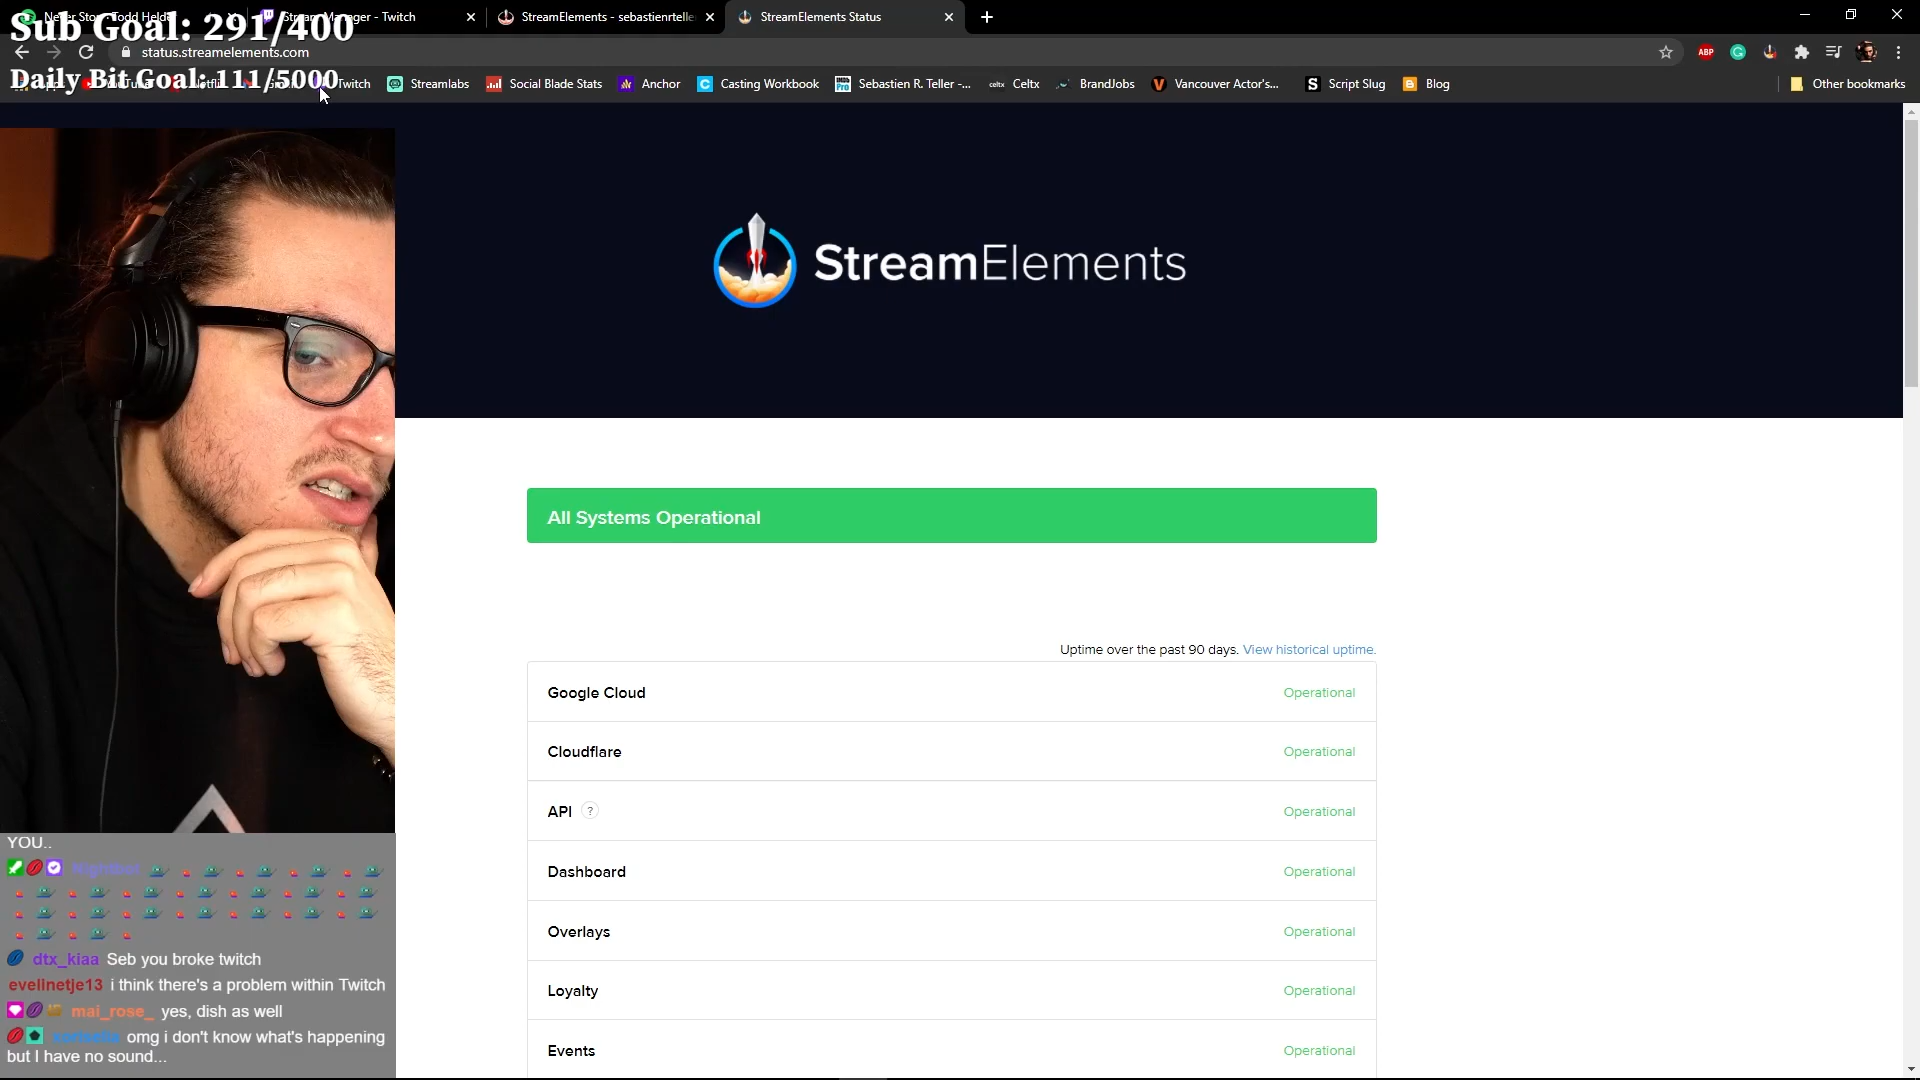 Sub Goal: 291/400
Daily Bit Goal: 111/5000
Manager - Twitch
StreamElements - sebastienrtelle
StreamElements Status
status.streamelements.com
Twitch
Streamlabs
Social Blade Stats
Anchor
Casting Workbook
Sebastien R. Teller -...
Celtx
BrandJobs
Vancouver Actor's...
Script Slug
Blog
Other bookmarks
ABP
StreamElements
All Systems Operational
Uptime over the past 90 days. View historical uptime.
Google Cloud Operational
Cloudflare Operational
API ? Operational
Dashboard Operational
Overlays Operational
Loyalty Operational
Events Operational
YOU..
Nightbot
dtx_kiaa Seb you broke twitch
evelinetje13 i think there's a problem within Twitch
mai_rose_ yes, dish as well
omg i don't know what's happening
but I have no sound...